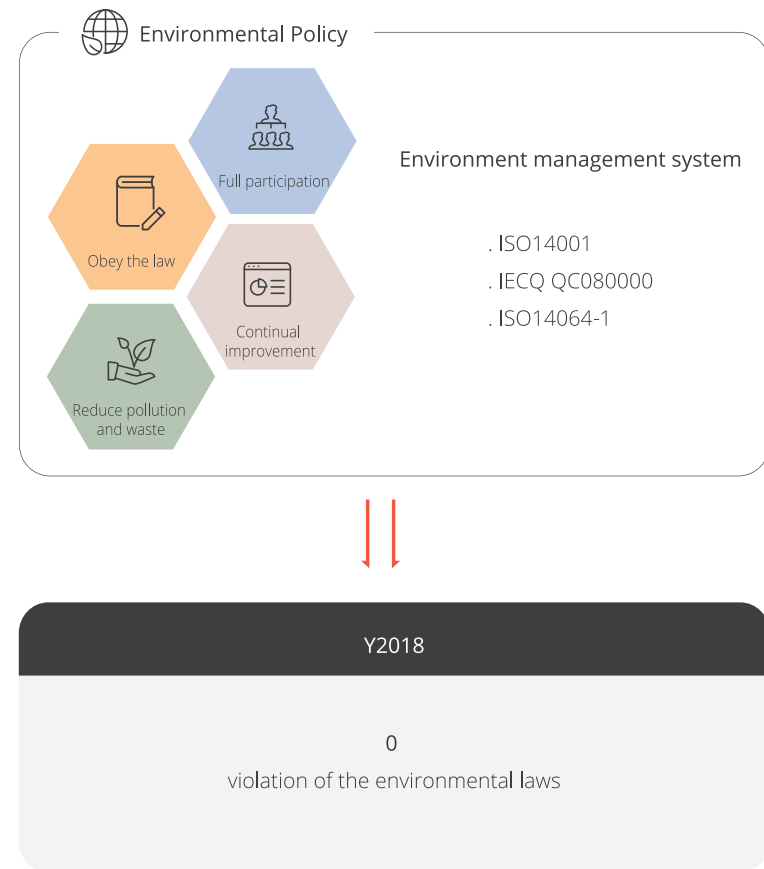 Environmental Policy
Full participation
Obey the law
Continual
improvement
Reduce pollution
and waste
Environment management system
. ISO14001
. IECQ QC080000
. ISO14064-1
Y2018
0
violation of the environmental laws